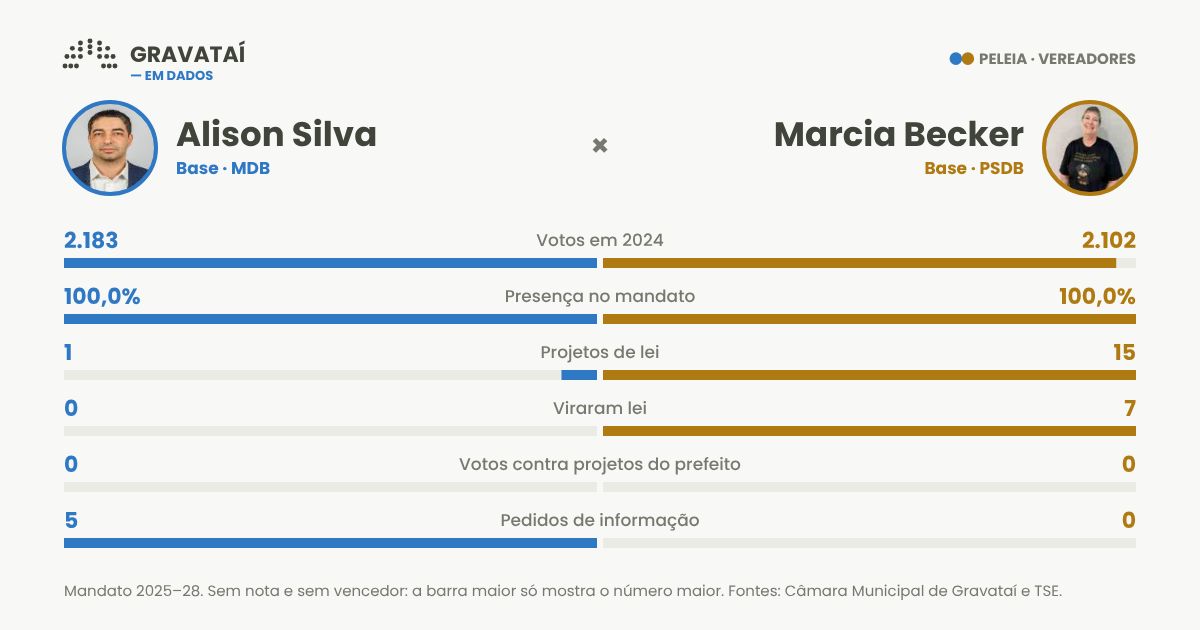 GRAVATAÍ
— EM DADOS
PELEIA · VEREADORES
Alison Silva
Base · MDB
×
Marcia Becker
Base · PSDB
2.183 Votos em 2024 2.102
100,0% Presença no mandato 100,0%
1 Projetos de lei 15
0 Viraram lei 7
0 Votos contra projetos do prefeito 0
5 Pedidos de informação 0
Mandato 2025–28. Sem nota e sem vencedor: a barra maior só mostra o número maior. Fontes: Câmara Municipal de Gravataí e TSE.